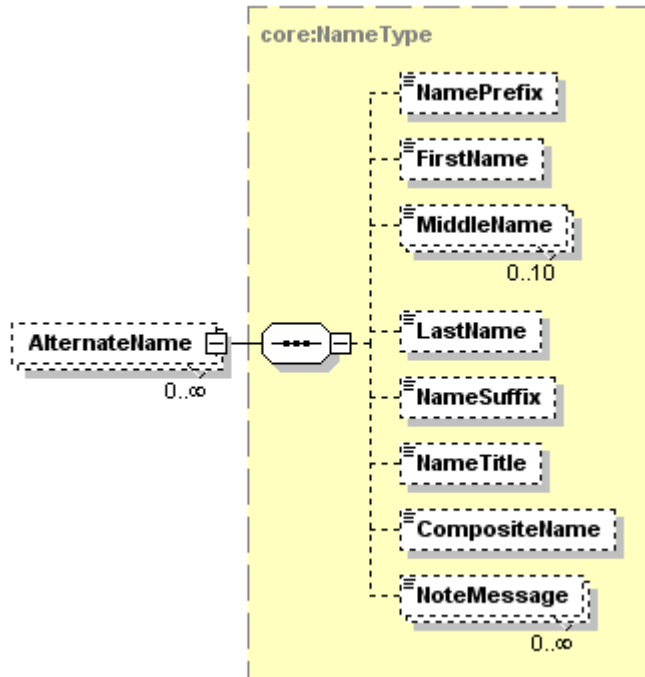 core:NameType
NamePrefix
FirstName
MiddleName
0..10
AlternateName
0..∞
LastName
NameSuffix
NameTitle
CompositeName
NoteMessage
0..∞